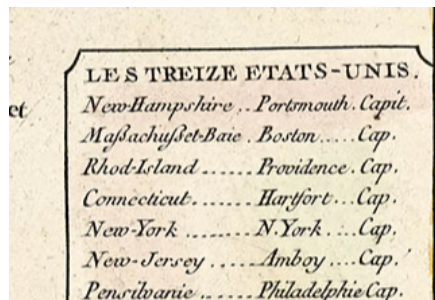 LES TREIZE ETATS-UNIS.
et
New-Hampshire .. Portsmouth . Capit.
Maßachußet-Baie . Boston ..... Cap.
Rhod-Island ....... Providence . Cap.
Connecticut ....... Hartfort ... Cap.
New-York ......... N.York ..... Cap.
New-Jersey ...... Amboy .... Cap.
Pensilvanie ....... Philadelphie Cap.